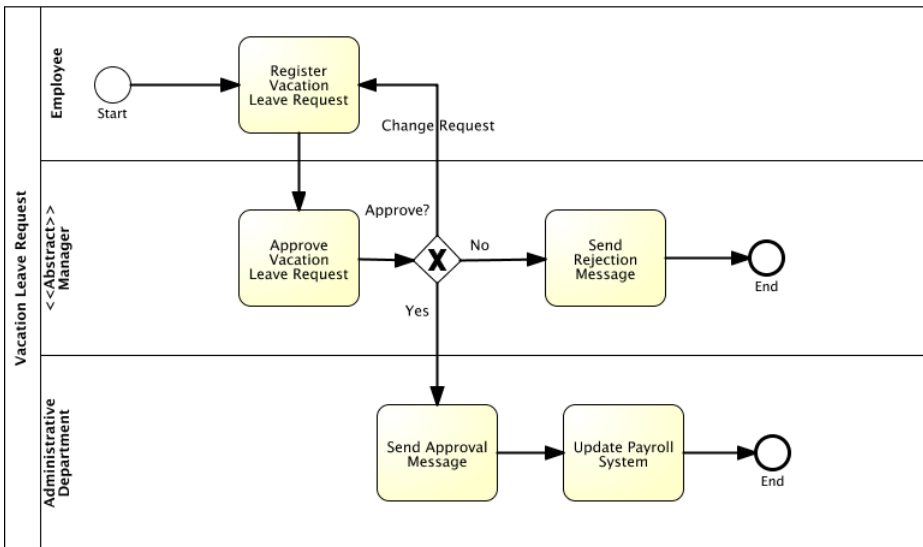 Vacation Leave Request
Employee
Start
Register
Vacation
Leave Request
Change Request
<<Abstract>>
Manager
Approve
Vacation
Leave Request
Approve?
X
No
Send
Rejection
Message
End
Yes
Administrative
Department
Send Approval
Message
Update Payroll
System
End